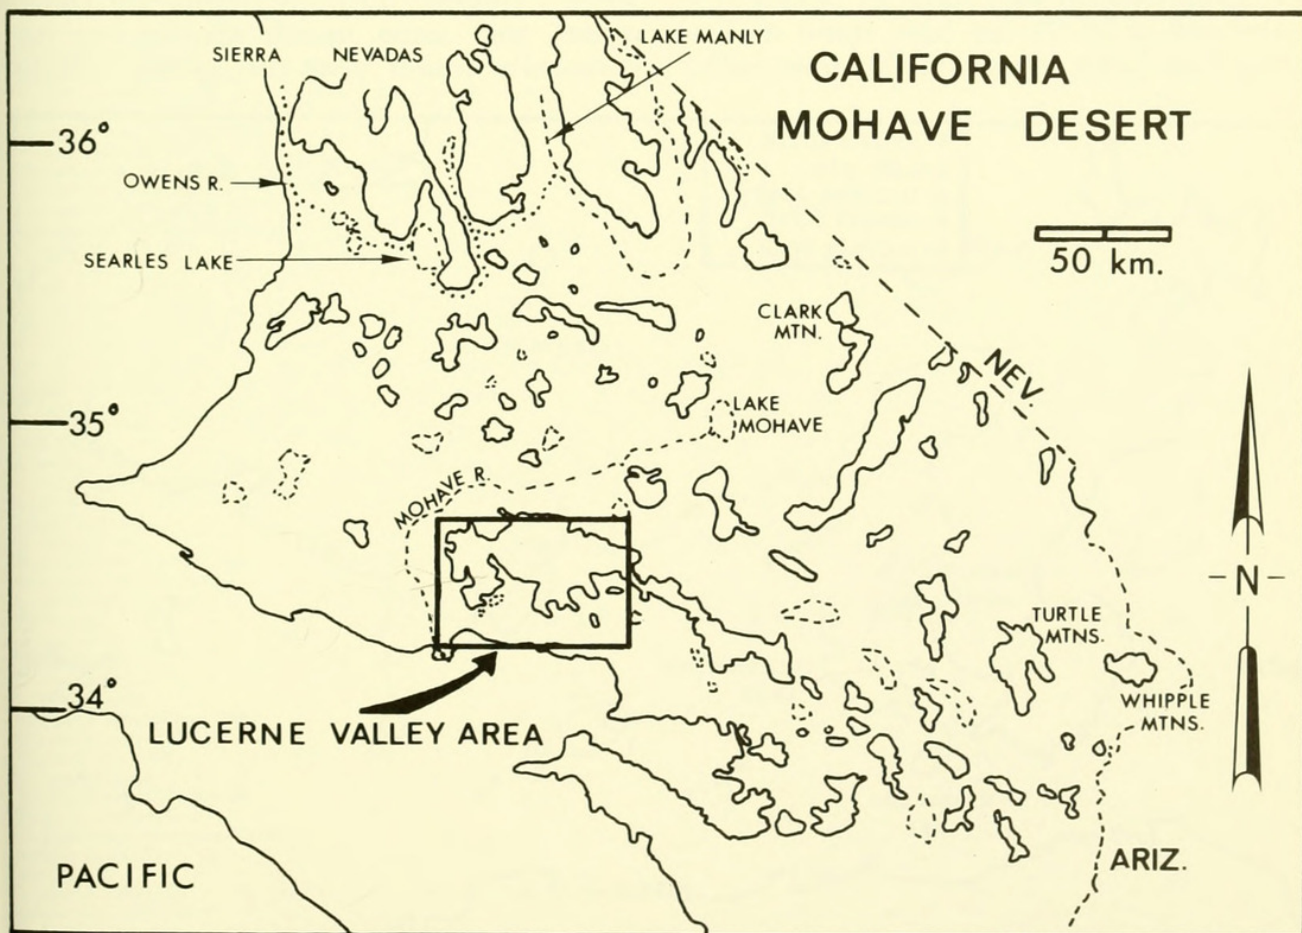 SIERRA NEVADAS
LAKE MANLY
CALIFORNIA
MOHAVE DESERT
36°
OWENS R.
SEARLES LAKE
50 km.
CLARK
MTN.
NEV.
35°
LAKE
MOHAVE
MOHAVE R.
N
TURTLE
MTNS.
WHIPPLE
MTNS.
34°
LUCERNE VALLEY AREA
PACIFIC
ARIZ.